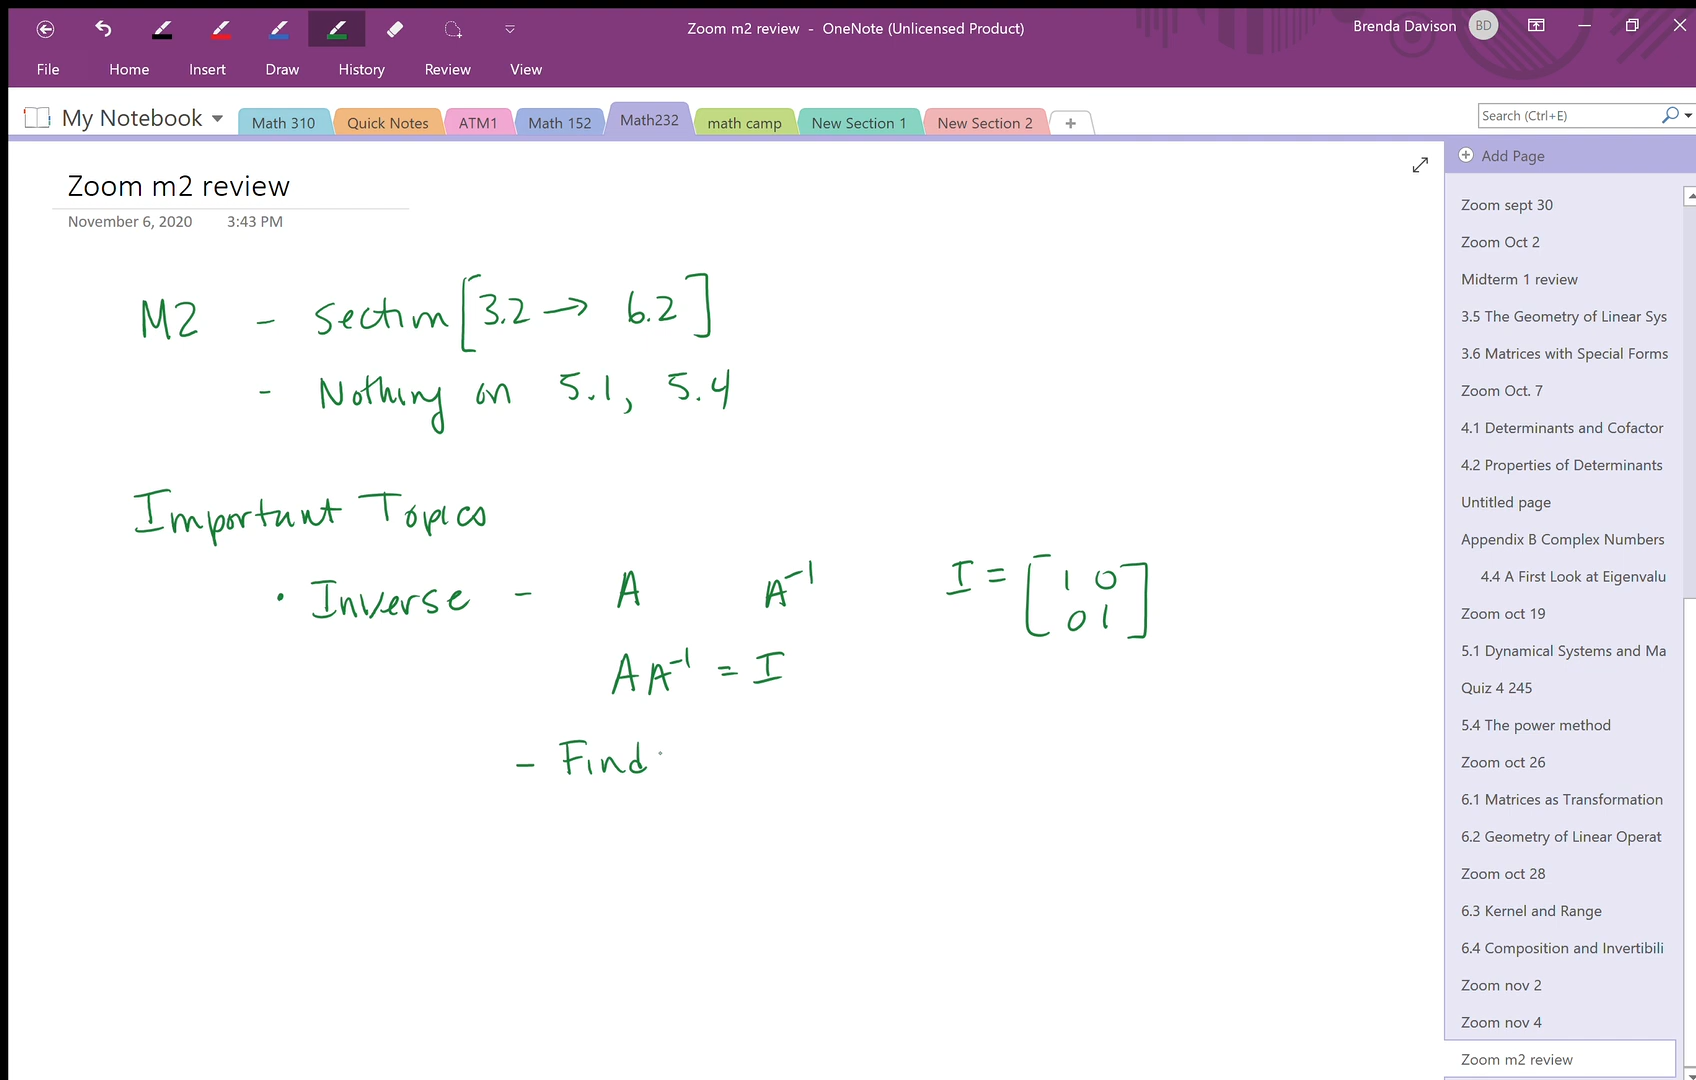 Zoom m2 review - OneNote (Unlicensed Product)
Brenda Davison BD
File Home Insert Draw History Review View
My Notebook Math 310 Quick Notes ATM1 Math 152 Math232 math camp New Section 1 New Section 2 + Search (Ctrl+E)
Zoom m2 review
November 6, 2020 3:43 PM
M2 - Section [3.2 → 6.2]
- Nothing on 5.1, 5.4
Important Topics
• Inverse - A A⁻¹ I = [1 0
0 1]
A A⁻¹ = I
- Find
Add Page
Zoom sept 30
Zoom Oct 2
Midterm 1 review
3.5 The Geometry of Linear Sys
3.6 Matrices with Special Forms
Zoom Oct. 7
4.1 Determinants and Cofactor
4.2 Properties of Determinants
Untitled page
Appendix B Complex Numbers
4.4 A First Look at Eigenvalu
Zoom oct 19
5.1 Dynamical Systems and Ma
Quiz 4 245
5.4 The power method
Zoom oct 26
6.1 Matrices as Transformation
6.2 Geometry of Linear Operat
Zoom oct 28
6.3 Kernel and Range
6.4 Composition and Invertibili
Zoom nov 2
Zoom nov 4
Zoom m2 review